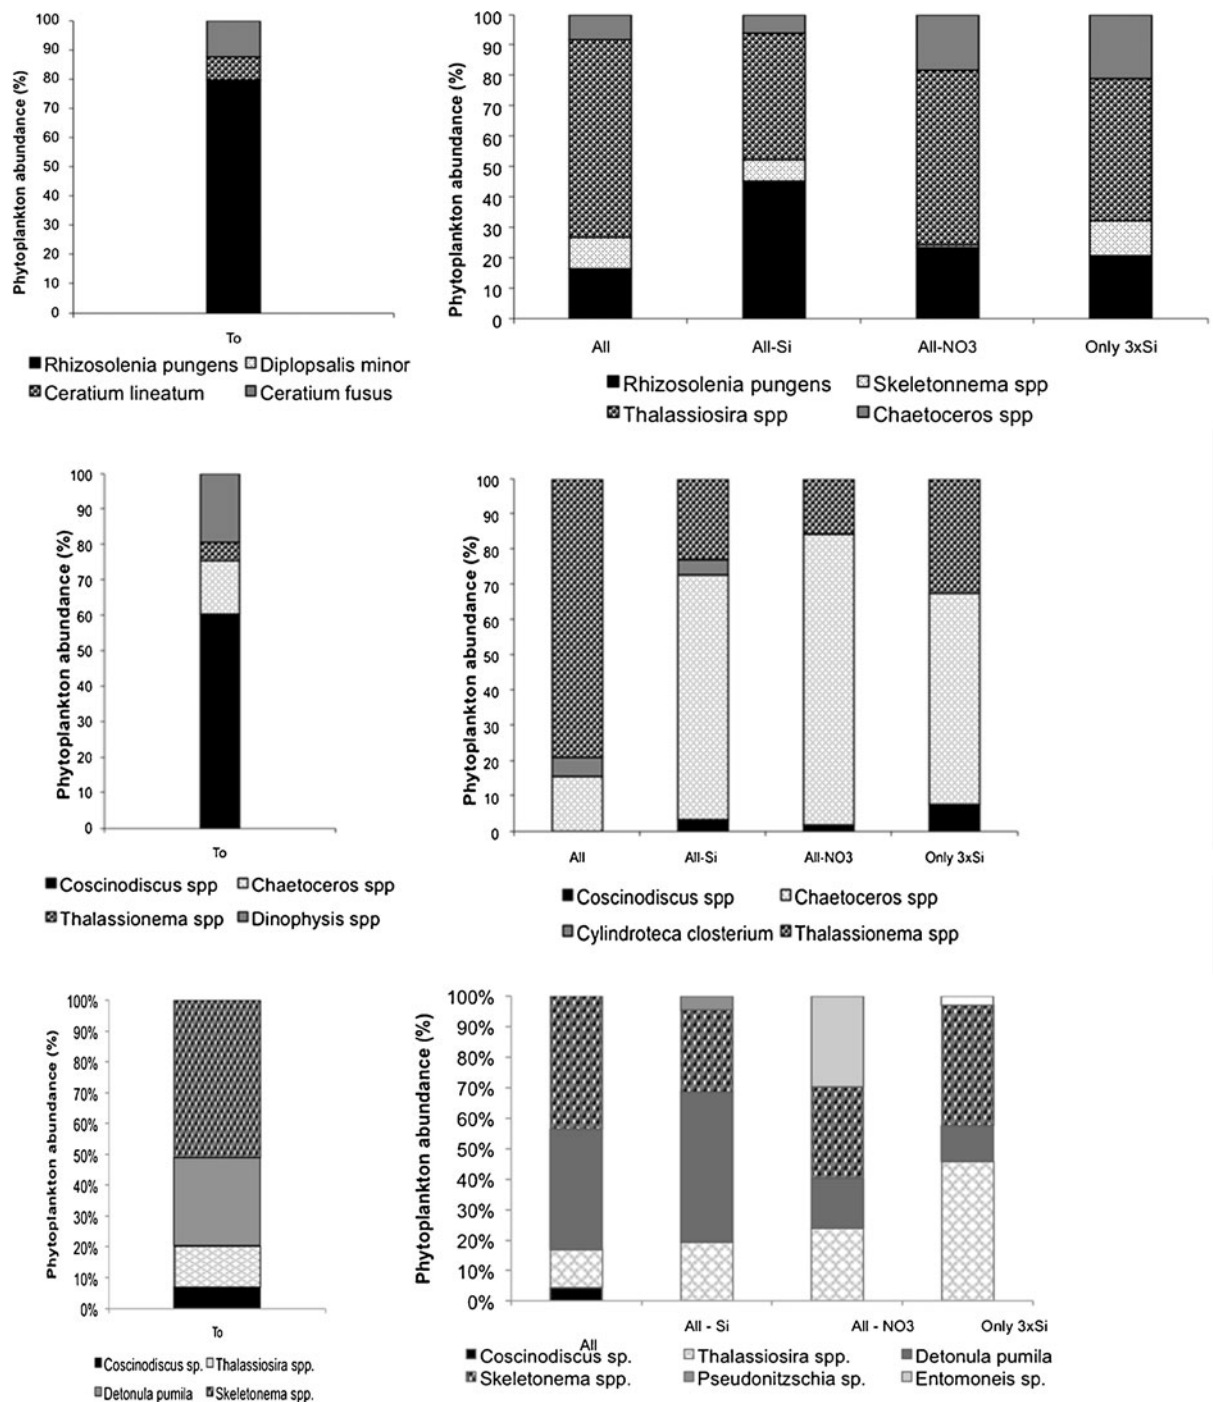 Phytoplankton abundance (%)
100
90
80
70
60
50
40
30
20
10
0
To
Rhizosolenia pungens Diplopsalis minor
Ceratium lineatum Ceratium fusus
Phytoplankton abundance (%)
100
90
80
70
60
50
40
30
20
10
0
All All-Si All-NO3 Only 3xSi
Rhizosolenia pungens Skeletonnema spp
Thalassiosira spp Chaetoceros spp
Phytoplankton abundance (%)
100
90
80
70
60
50
40
30
20
10
0
To
Coscinodiscus spp Chaetoceros spp
Thalassionema spp Dinophysis spp
Phytoplankton abundance (%)
100
90
80
70
60
50
40
30
20
10
0
All All-Si All-NO3 Only 3xSi
Coscinodiscus spp Chaetoceros spp
Cylindroteca closterium Thalassionema spp
Phytoplankton abundance (%)
100%
90%
80%
70%
60%
50%
40%
30%
20%
10%
0%
To
Coscinodiscus sp. Thalassiosira spp.
Detonula pumila Skeletonema spp.
Phytoplankton abundance (%)
100%
90%
80%
70%
60%
50%
40%
30%
20%
10%
0%
All All - Si All - NO3 Only 3xSi
Coscinodiscus sp. Thalassiosira spp. Detonula pumila
Skeletonema spp. Pseudonitzschia sp. Entomoneis sp.